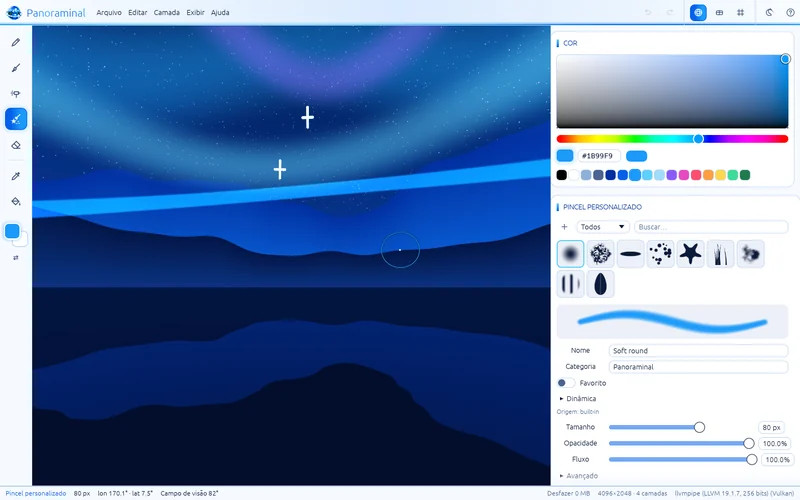 Panoraminal Arquivo Editar Camada Exibir Ajuda
COR
#1B99F9
PINCEL PERSONALIZADO
+ Todos Buscar...
Nome Soft round
Categoria Panoraminal
Favorito
Dinâmica
Origem: builtin
Tamanho 80 px
Opacidade 100.0%
Fluxo 100.0%
Avançado
Pincel personalizado 80 px lon 170.1° · lat 7.5° Campo de visão 82° Desfazer 0 MB 4096×2048 · 4 camadas llvmpipe (LLVM 19.1.7, 256 bits) (Vulkan)